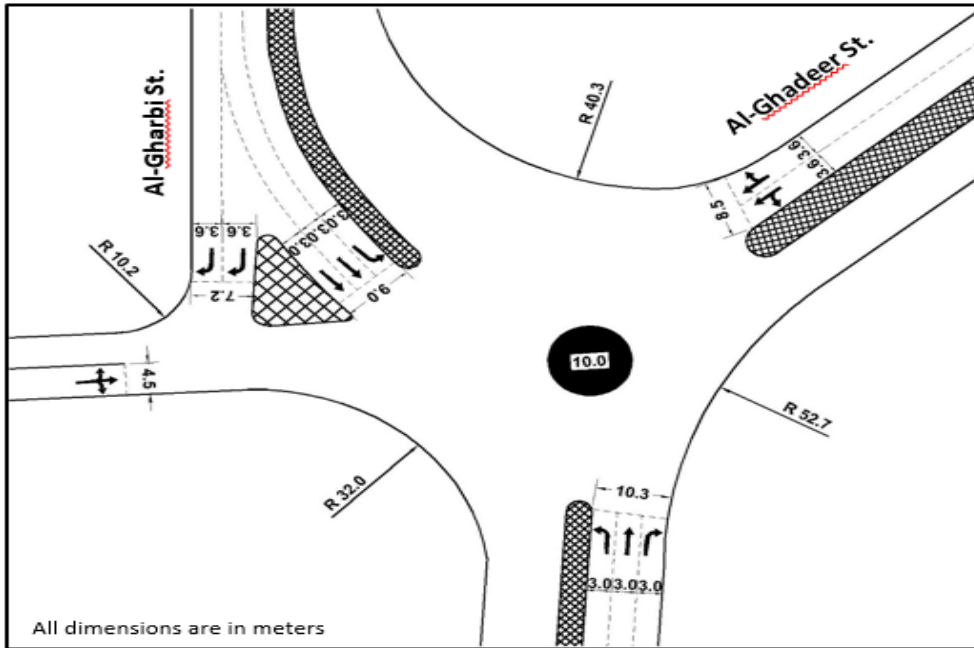 Al-Gharbi St.
Al-Ghadeer St.
R 40.3
3.6 3.6
8.5
R 10.2
3.6 3.6
7.2
3.0 3.0 3.0
9.0
10.0
4.5
R 52.7
R 32.0
10.3
3.0 3.0 3.0
All dimensions are in meters